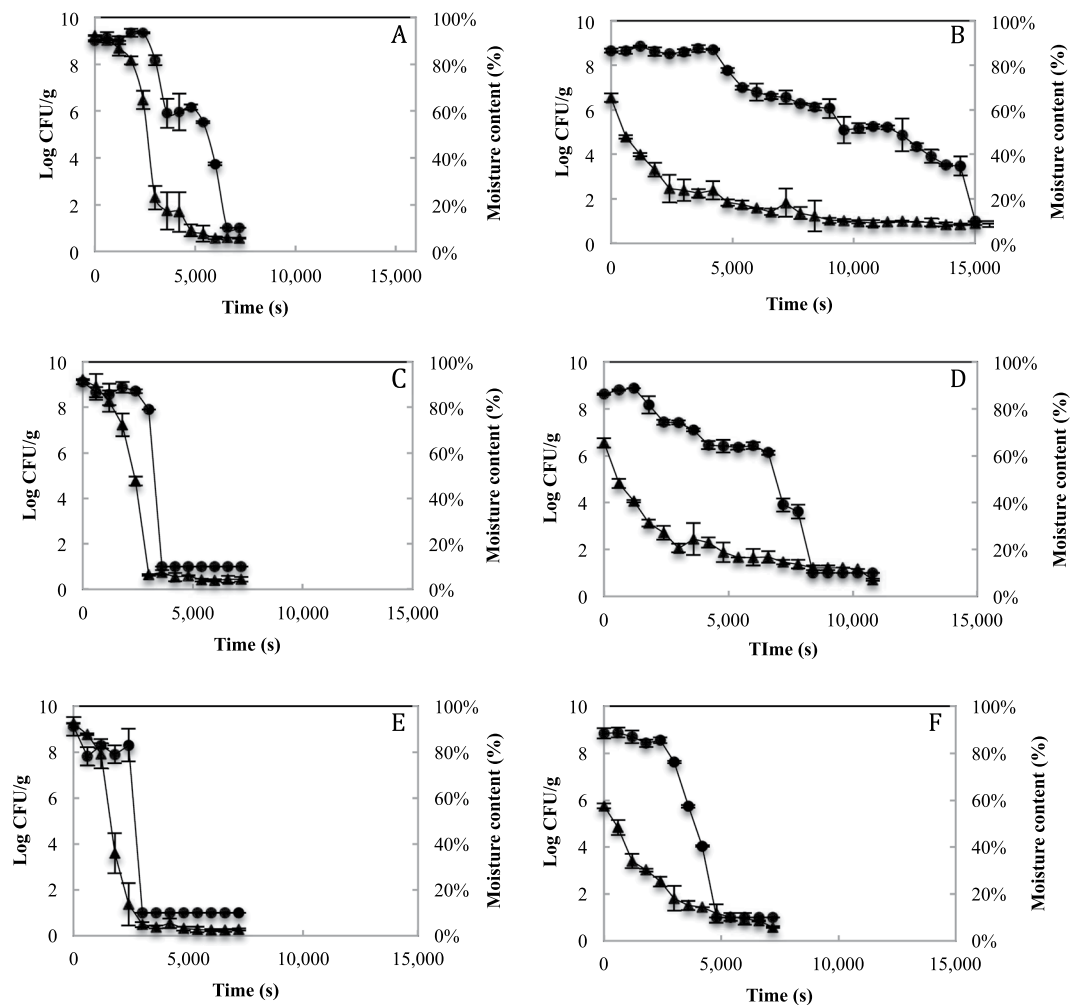 A
10
8
6
4
2
0
Log CFU/g
100%
80%
60%
40%
20%
0%
Moisture content (%)
0 5,000 10,000 15,000
Time (s)
B
10
8
6
4
2
0
Log CFU/g
100%
80%
60%
40%
20%
0%
Moisture content (%)
0 5,000 10,000 15,000
Time (s)
C
10
8
6
4
2
0
Log CFU/g
100%
80%
60%
40%
20%
0%
Moisture content (%)
0 5,000 10,000 15,000
Time (s)
D
10
8
6
4
2
0
Log CFU/g
100%
80%
60%
40%
20%
0%
Moisture content (%)
0 5,000 10,000 15,000
TIme (s)
E
10
8
6
4
2
0
Log CFU/g
100%
80%
60%
40%
20%
0%
Moisture content (%)
0 5,000 10,000 15,000
Time (s)
F
10
8
6
4
2
0
Log CFU/g
100%
80%
60%
40%
20%
0%
Moisture content (%)
0 5,000 10,000 15,000
Time (s)